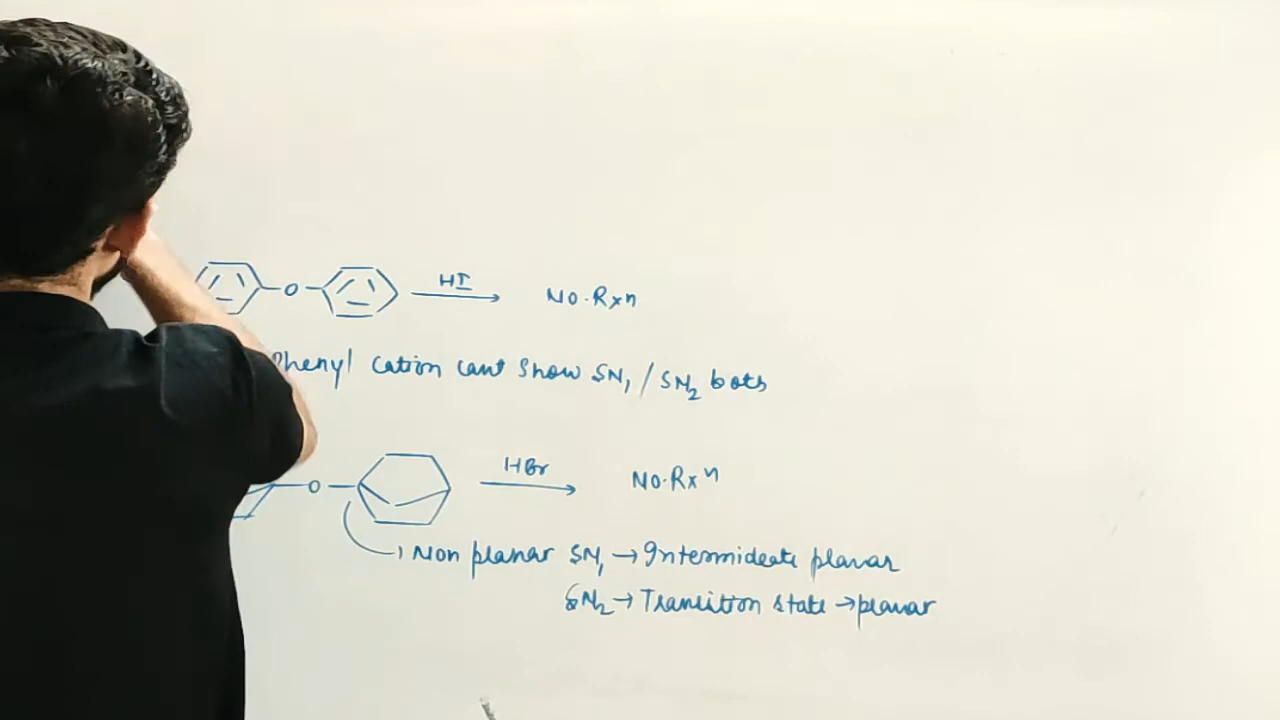 O HI No.Rxn
Phenyl cation cant show SN1/SN2 both
O HBr No.Rxn
Non planar SN1 → Intermideate planar
SN2 → Transition state → planar